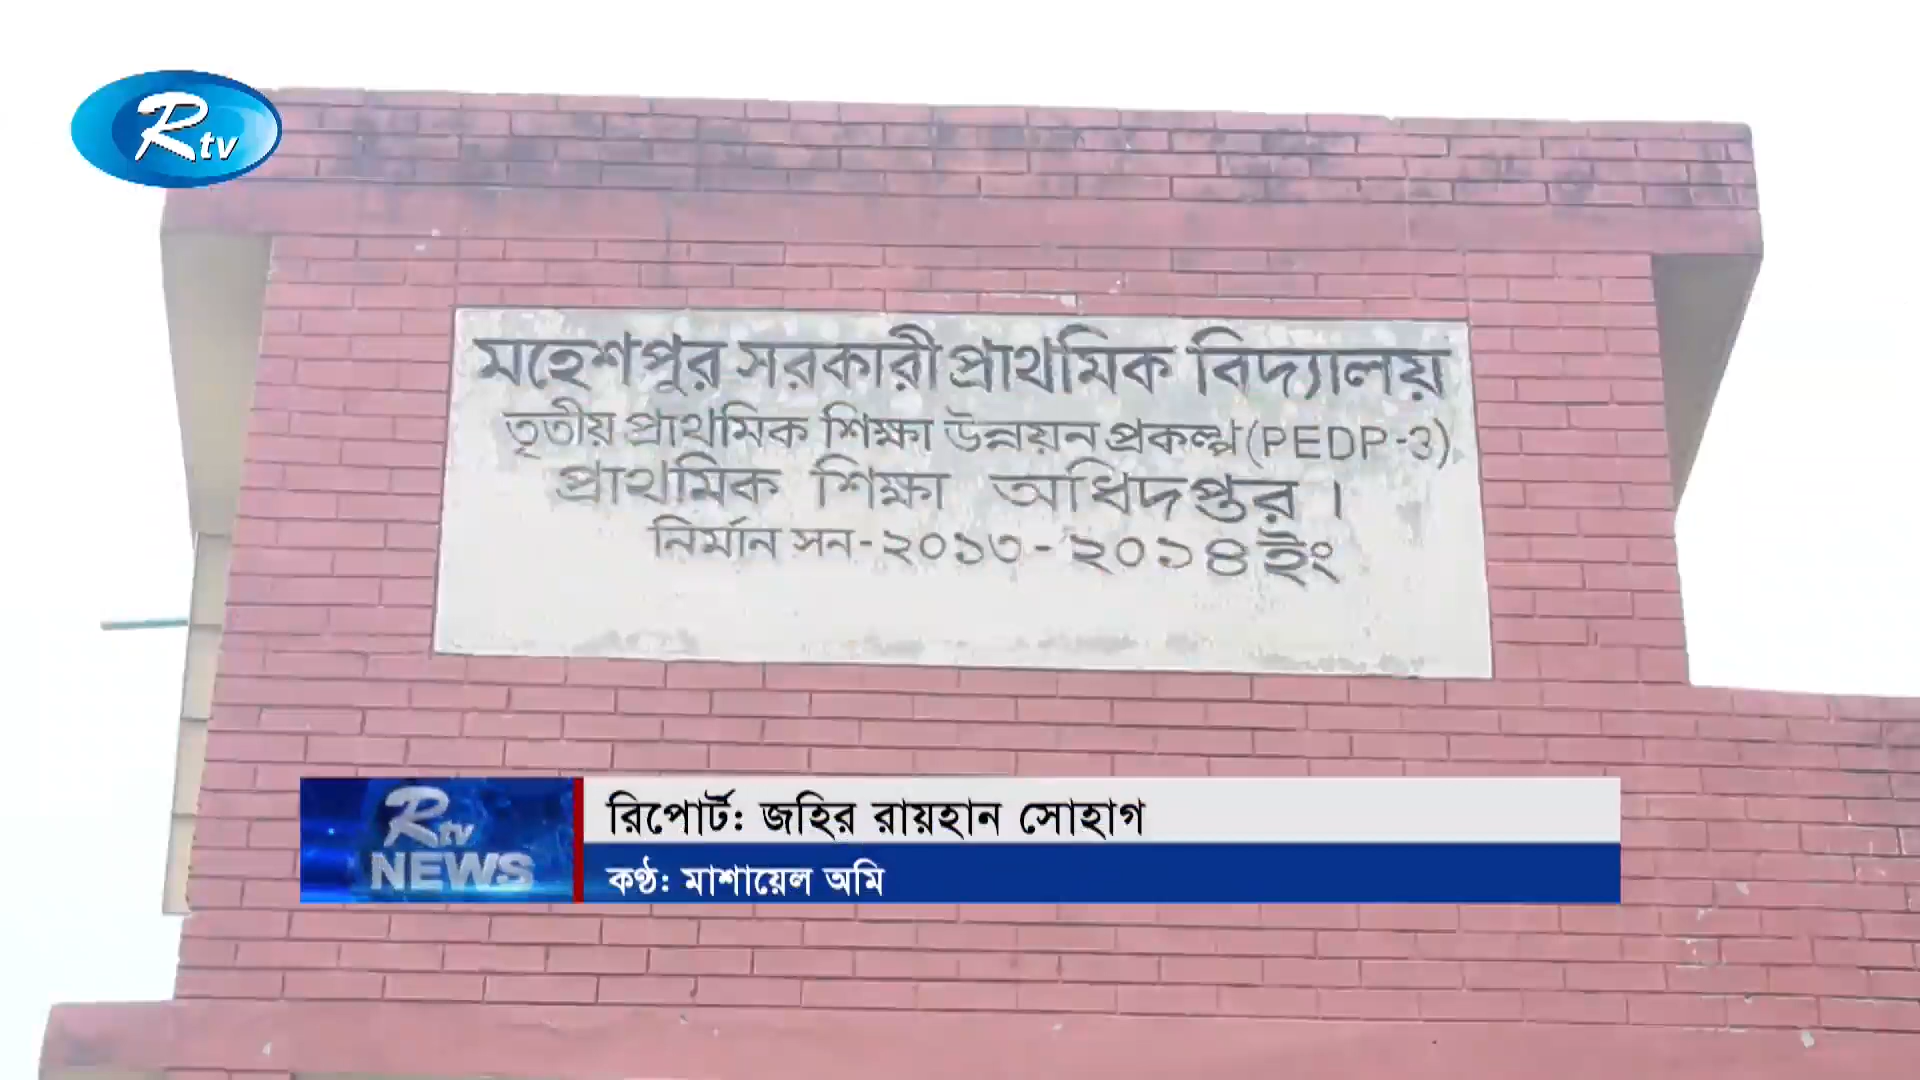 Rtv
মহেশপুর সরকারী প্রাথমিক বিদ্যালয়
তৃতীয় প্রাথমিক শিক্ষা উন্নয়ন প্রকল্প (PEDP-3)
প্রাথমিক শিক্ষা অধিদপ্তর ।
নির্মান সন-২০১৩-২০১৪ইং
Rtv
NEWS
রিপোর্ট: জহির রায়হান সোহাগ
কণ্ঠ: মাশায়েল অমি